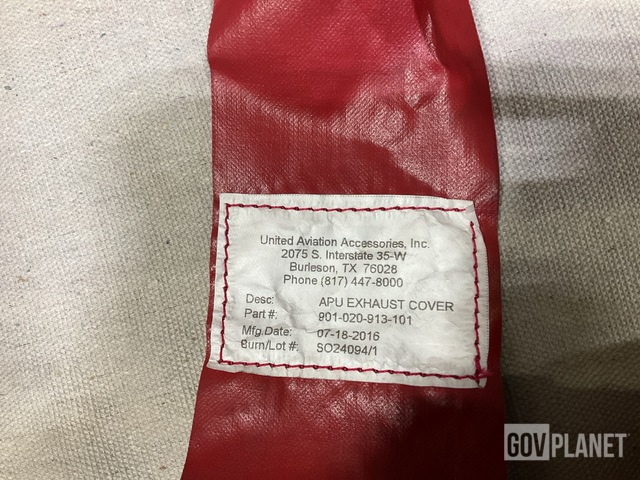 United Aviation Accessories, Inc.
2075 S. Interstate 35-W
Burleson, TX 76028
Phone (817) 447-8000
Desc: APU EXHAUST COVER
Part #: 901-020-913-101
Mfg.Date: 07-18-2016
Burn/Lot #: SO24094/1
GOVPLANET